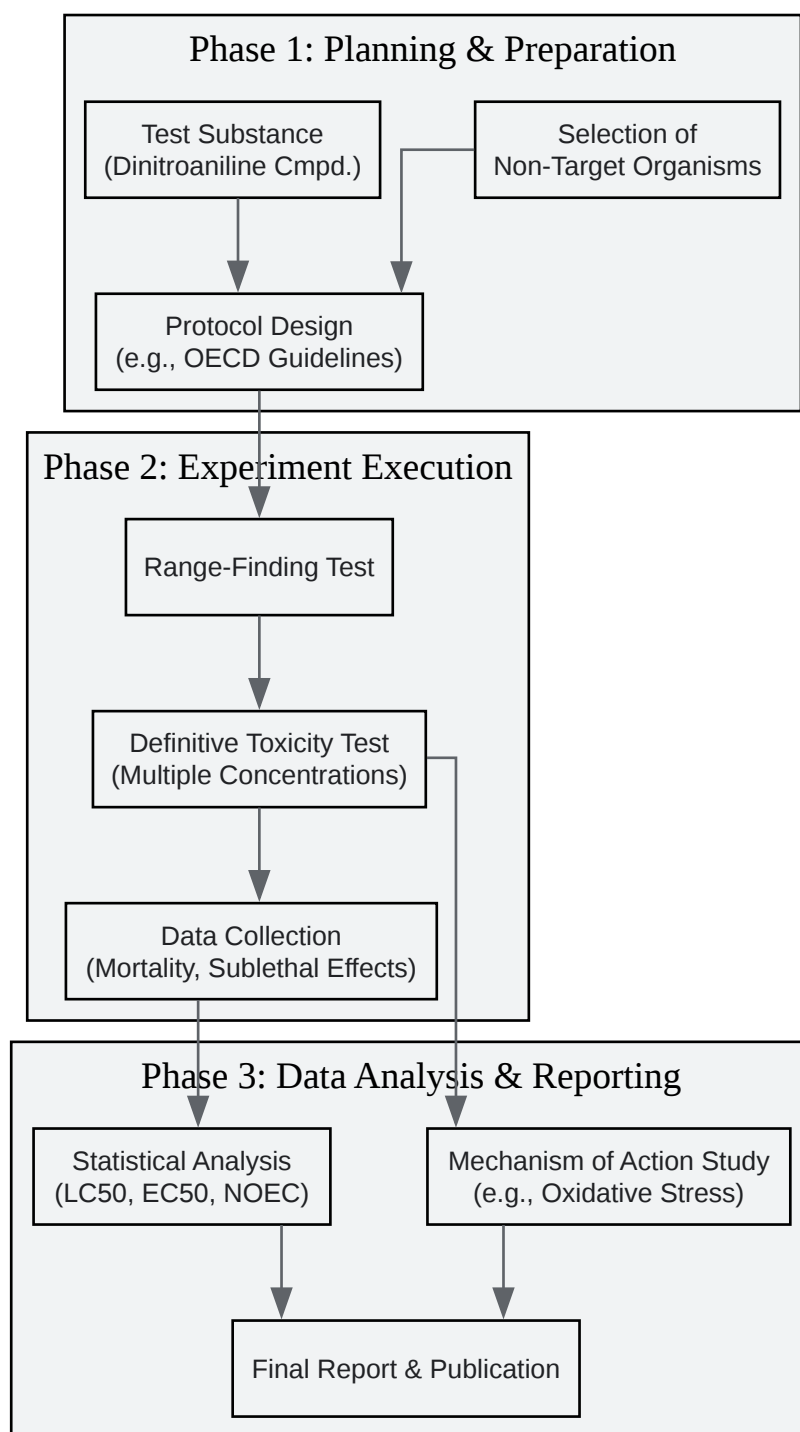 Phase 1: Planning & Preparation
Test Substance
(Dinitroaniline Cmpd.)
Selection of
Non-Target Organisms
Protocol Design
(e.g., OECD Guidelines)
Phase 2: Experiment Execution
Range-Finding Test
Definitive Toxicity Test
(Multiple Concentrations)
Data Collection
(Mortality, Sublethal Effects)
Phase 3: Data Analysis & Reporting
Statistical Analysis
(LC50, EC50, NOEC)
Mechanism of Action Study
(e.g., Oxidative Stress)
Final Report & Publication